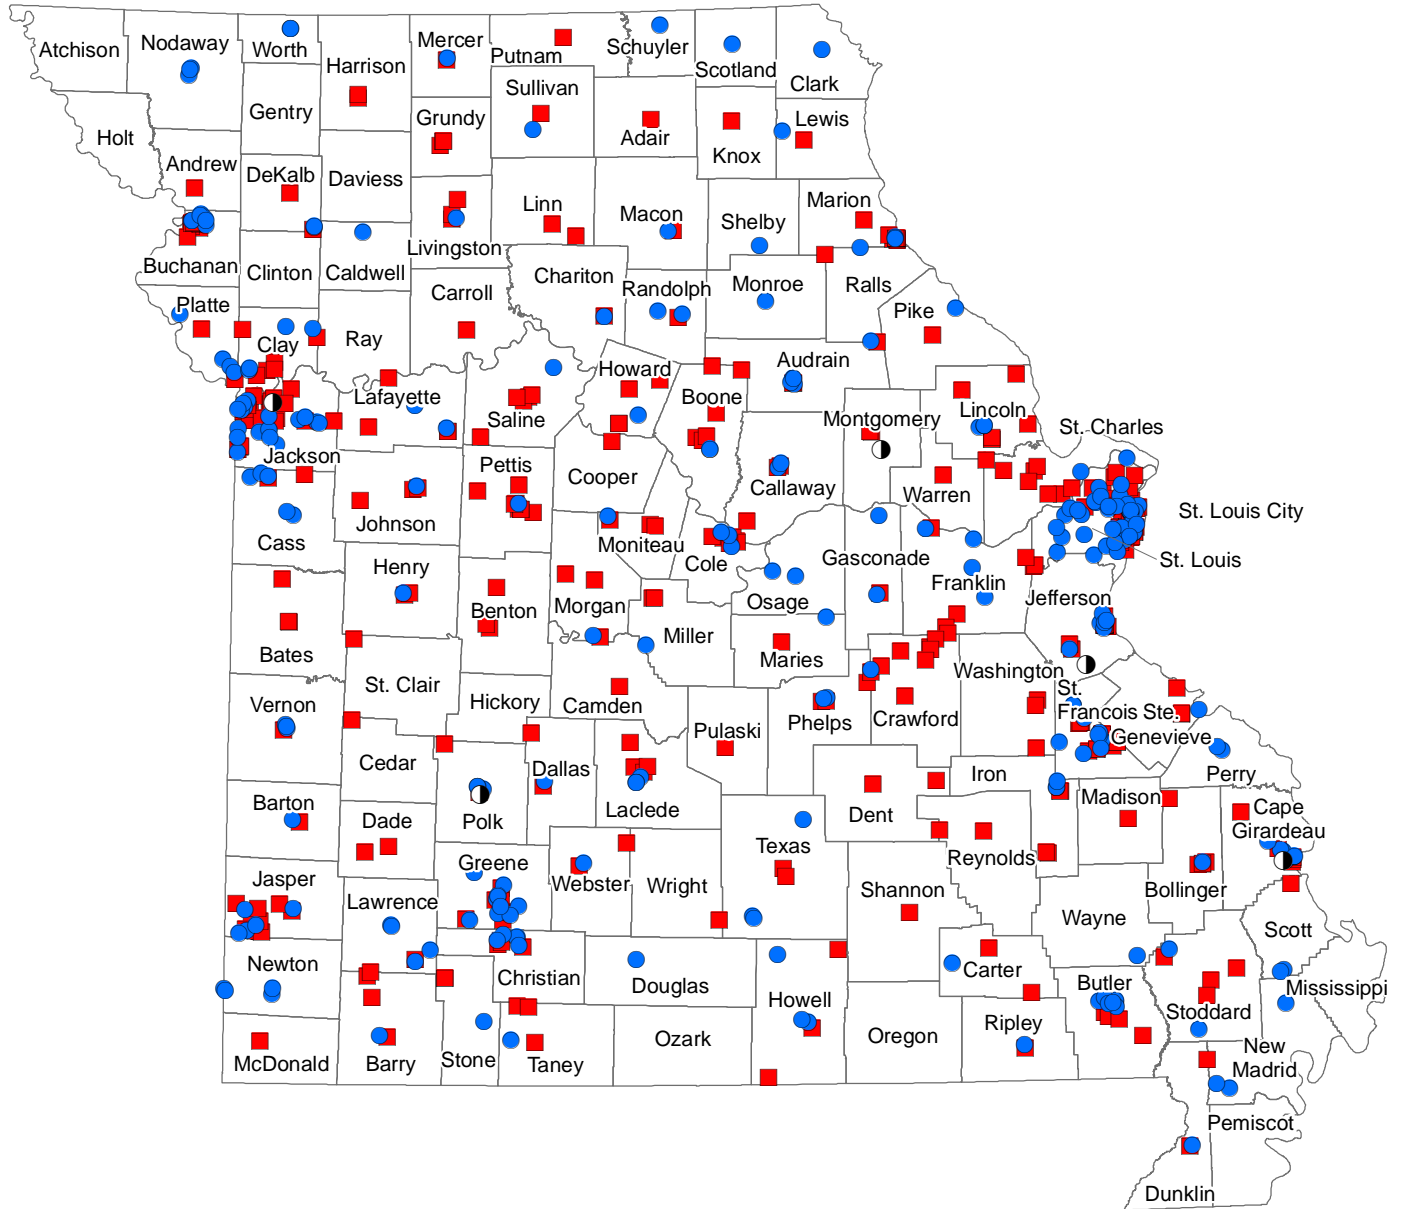 Atchison
Nodaway
Worth
Harrison
Mercer
Putnam
Schuyler
Scotland
Clark
Gentry
Sullivan
Holt
Grundy
Adair
Knox
Lewis
Andrew
DeKalb
Daviess
Linn
Macon
Shelby
Marion
Livingston
Buchanan
Clinton
Caldwell
Chariton
Randolph
Monroe
Ralls
Carroll
Platte
Clay
Ray
Pike
Audrain
Howard
Boone
Lafayette
Saline
Montgomery
Lincoln
St. Charles
Jackson
Pettis
Cooper
Callaway
Warren
St. Louis City
Johnson
Cass
Moniteau
Cole
Gasconade
St. Louis
Henry
Franklin
Benton
Morgan
Osage
Jefferson
Bates
Miller
Maries
Washington
St. Clair
Hickory
Camden
St.
Francois
Ste.
Genevieve
Vernon
Pulaski
Phelps
Crawford
Cedar
Dallas
Iron
Perry
Barton
Dade
Polk
Laclede
Dent
Madison
Cape
Girardeau
Texas
Reynolds
Greene
Webster
Wright
Jasper
Lawrence
Shannon
Bollinger
Wayne
Scott
Newton
Christian
Douglas
Carter
Butler
Mississippi
Howell
Stoddard
McDonald
Barry
Stone
Taney
Ozark
Oregon
Ripley
New
Madrid
Pemiscot
Dunklin